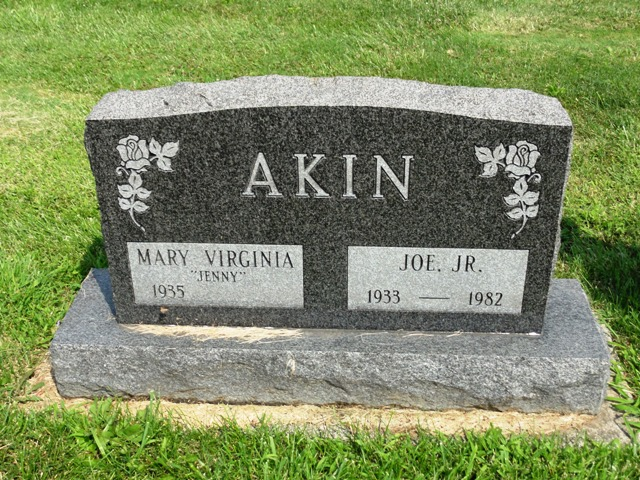 AKIN
MARY VIRGINIA
"JENNY"
1935
JOE, JR.
1933 — 1982